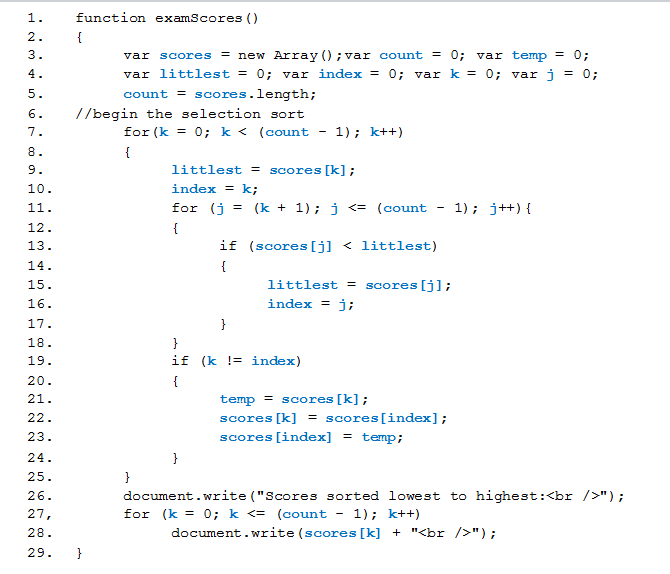 1. function examScores()
2. {
3. var scores = new Array();var count = 0; var temp = 0;
4. var littlest = 0; var index = 0; var k = 0; var j = 0;
5. count = scores.length;
6. //begin the selection sort
7. for(k = 0; k < (count - 1); k++)
8. {
9. littlest = scores[k];
10. index = k;
11. for (j = (k + 1); j <= (count - 1); j++){
12. {
13. if (scores[j] < littlest)
14. {
15. littlest = scores[j];
16. index = j;
17. }
18. }
19. if (k != index)
20. {
21. temp = scores[k];
22. scores[k] = scores[index];
23. scores[index] = temp;
24. }
25. }
26. document.write("Scores sorted lowest to highest:<br />");
27, for (k = 0; k <= (count - 1); k++)
28. document.write(scores[k] + "<br />");
29. }